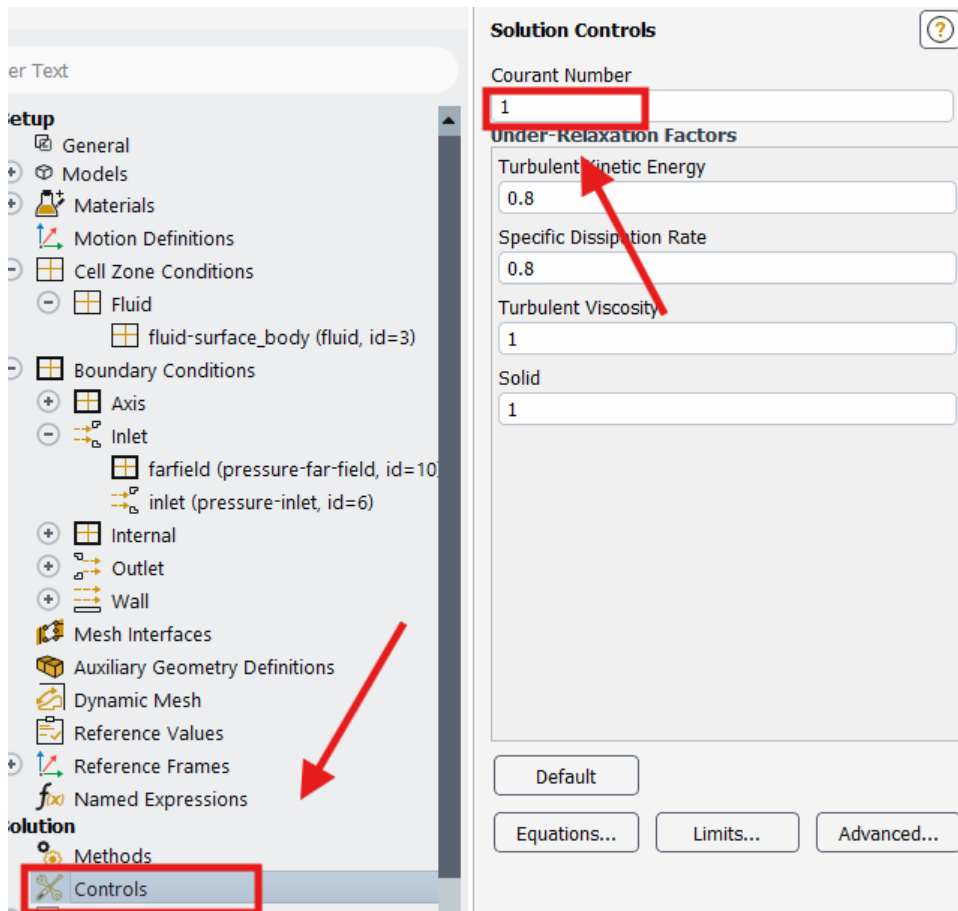 er Text
etup
General
Models
Materials
Motion Definitions
Cell Zone Conditions
Fluid
fluid-surface_body (fluid, id=3)
Boundary Conditions
Axis
Inlet
farfield (pressure-far-field, id=10)
inlet (pressure-inlet, id=6)
Internal
Outlet
Wall
Mesh Interfaces
Auxiliary Geometry Definitions
Dynamic Mesh
Reference Values
Reference Frames
f(x) Named Expressions
olution
Methods
Controls
Solution Controls
?
Courant Number
1
Under-Relaxation Factors
Turbulent Kinetic Energy
0.8
Specific Dissipation Rate
0.8
Turbulent Viscosity
1
Solid
1
Default
Equations... Limits... Advanced...